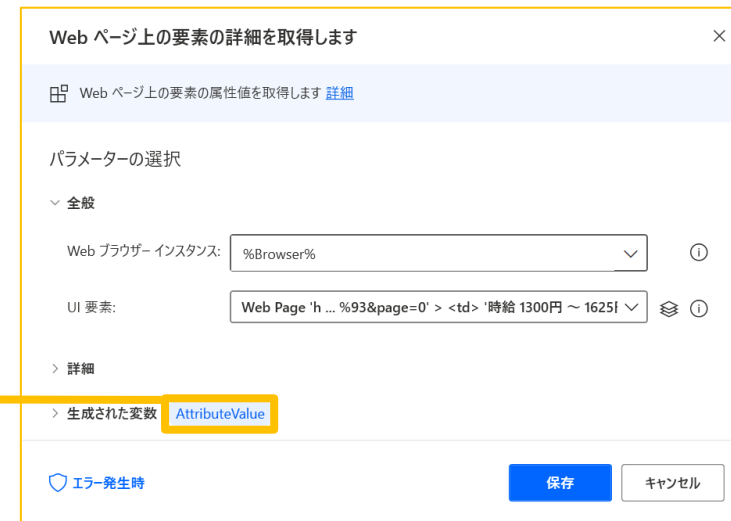 Web ページ上の要素の詳細を取得します
Web ページ上の要素の属性値を取得します 詳細
パラメーターの選択
全般
Web ブラウザー インスタンス: %Browser%
UI 要素: Web Page 'h ... %93&page=0' > <td> '時給 1300円 ～ 1625
詳細
生成された変数 AttributeValue
エラー発生時 保存 キャンセル